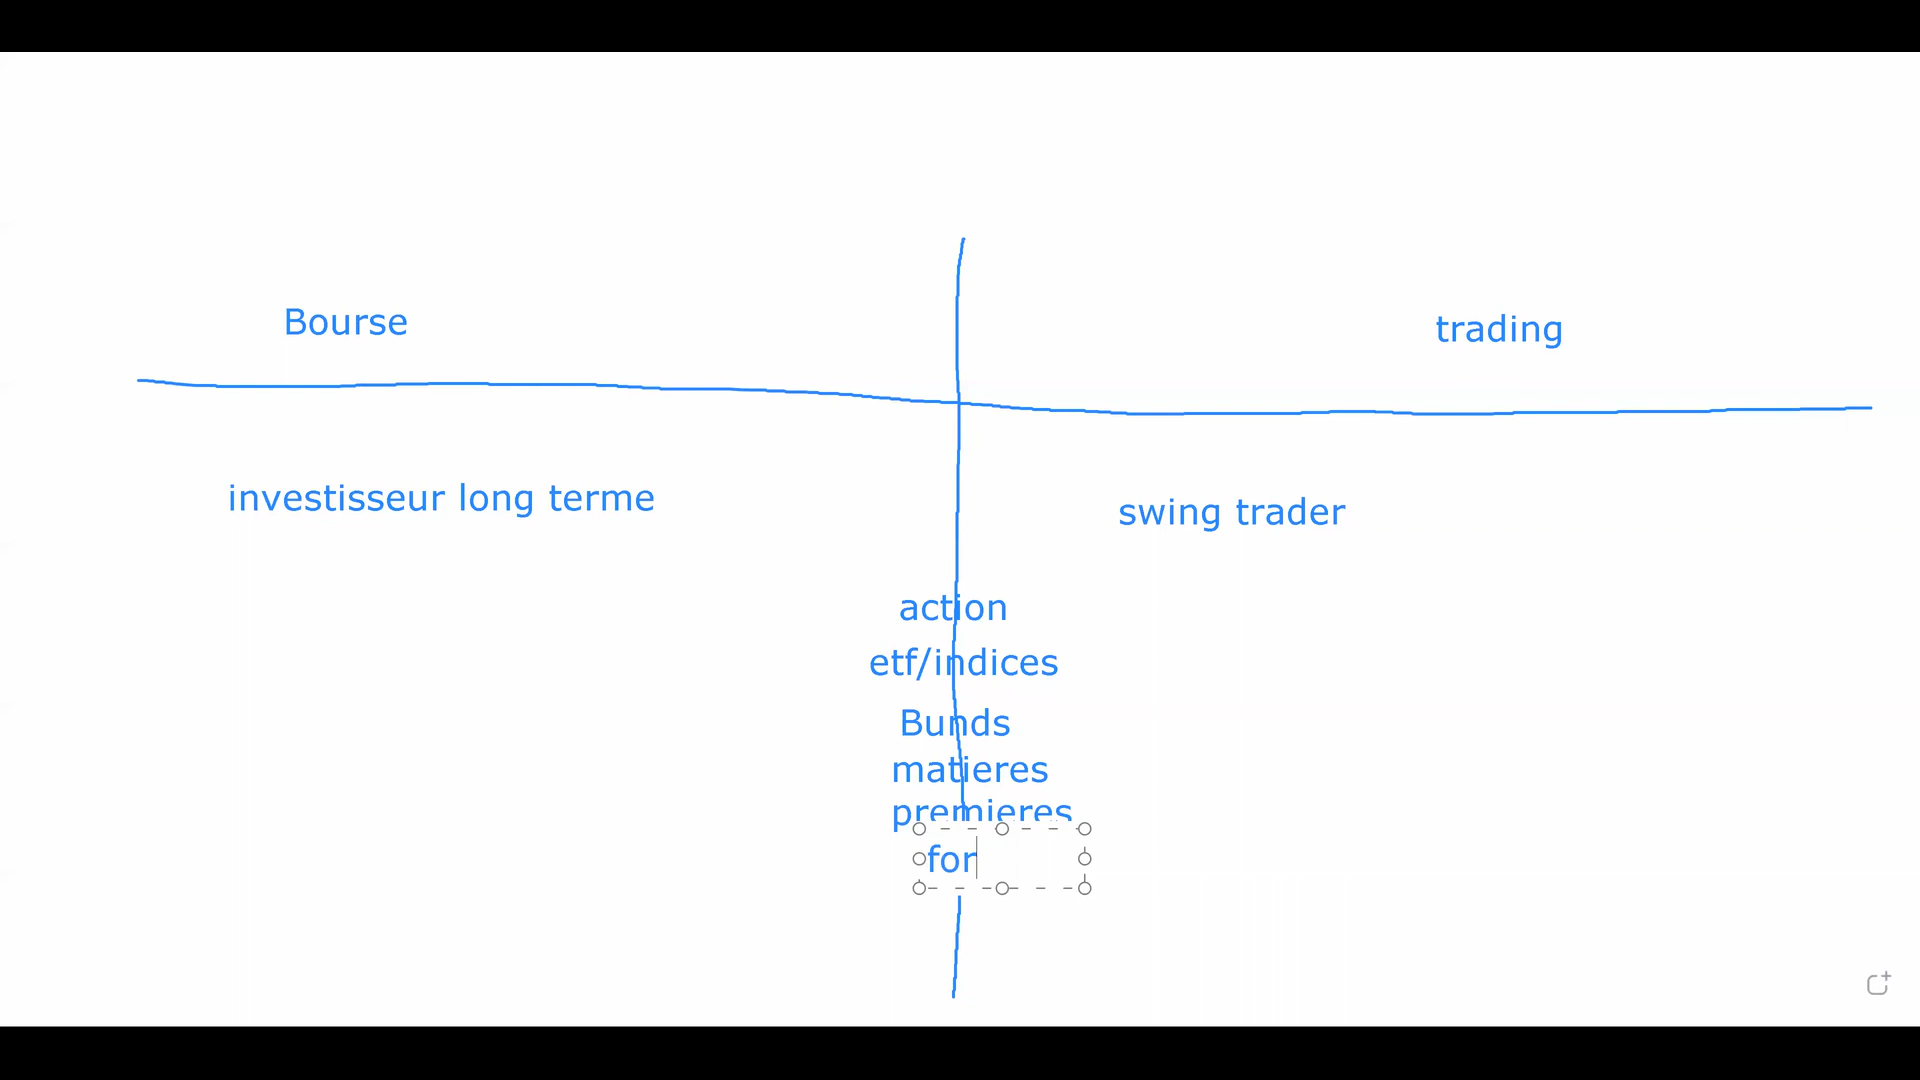 Bourse
trading
investisseur long terme
swing trader
action
etf/indices
Bunds
matieres
premieres
for